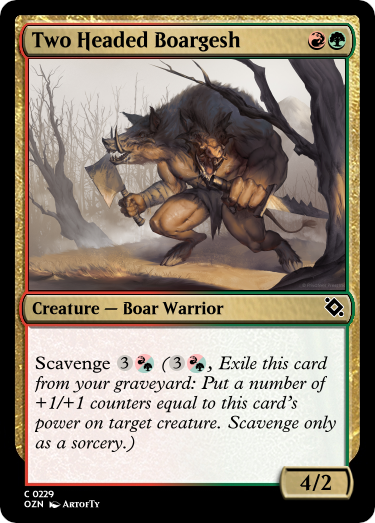 Two Headed Boargesh
Creature — Boar Warrior
Scavenge 3 (3, Exile this card
from your graveyard: Put a number of
+1/+1 counters equal to this card's
power on target creature. Scavenge only
as a sorcery.)
4/2
C 0229
OZN ArtofTy